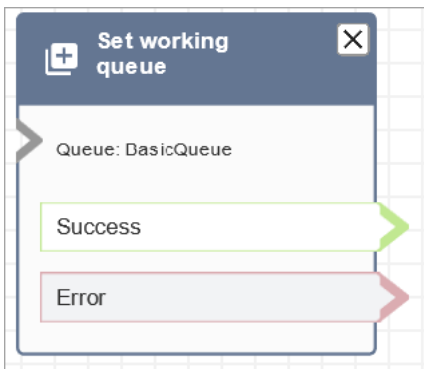 Set working
queue
Queue: BasicQueue
Success
Error